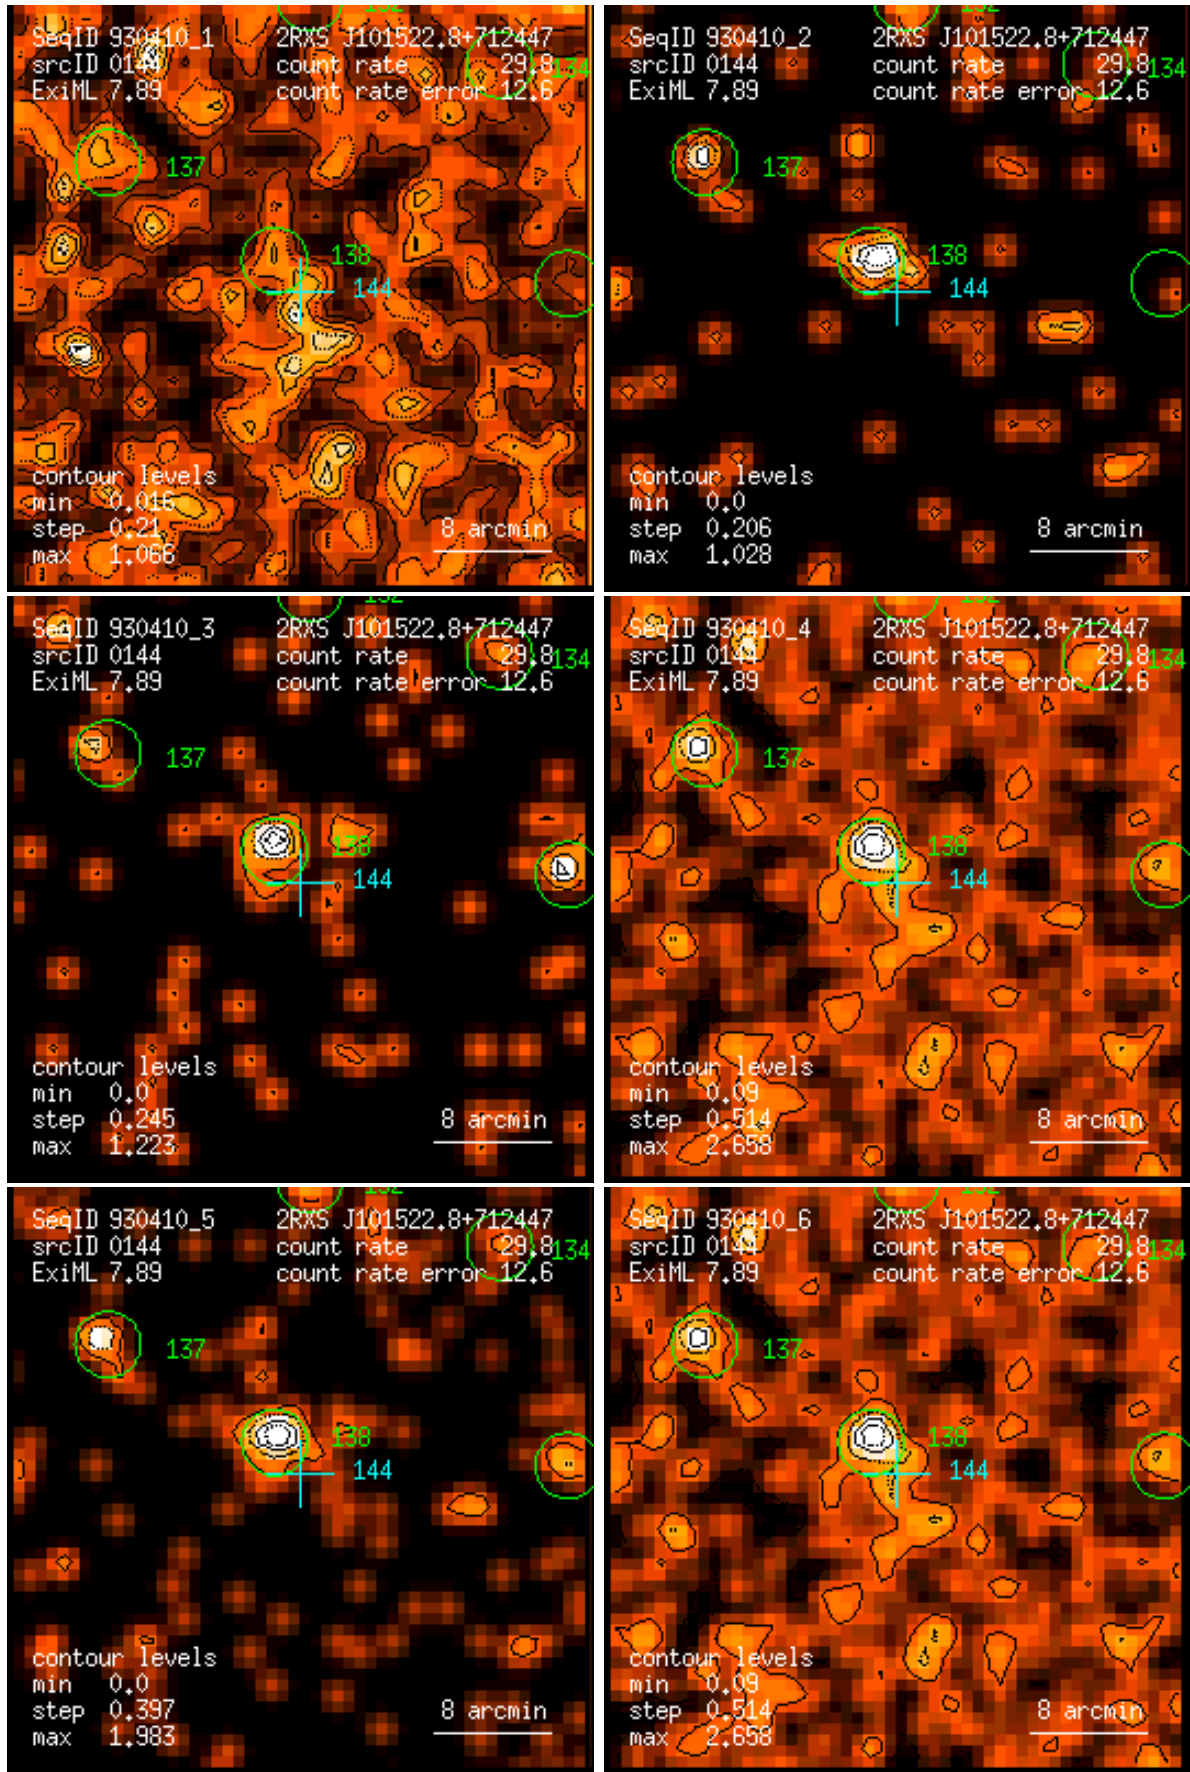 132
SeqID 930410_1 2RXS J101522.8+712447
srcID 0144 count rate 29.8 134
ExiML 7.89 count rate error 12.6
137
138
144
contour levels
min 0.016
step 0.21 8 arcmin
max 1.066
132
SeqID 930410_2 2RXS J101522.8+712447
srcID 0144 count rate 29.8 134
ExiML 7.89 count rate error 12.6
137
138
144
contour levels
min 0.0
step 0.206 8 arcmin
max 1.028
132
SeqID 930410_3 2RXS J101522.8+712447
srcID 0144 count rate 29.8 134
ExiML 7.89 count rate error 12.6
137
138
144
contour levels
min 0.0
step 0.245 8 arcmin
max 1.223
132
SeqID 930410_4 2RXS J101522.8+712447
srcID 0144 count rate 29.8 134
ExiML 7.89 count rate error 12.6
137
138
144
contour levels
min 0.09
step 0.514 8 arcmin
max 2.658
132
SeqID 930410_5 2RXS J101522.8+712447
srcID 0144 count rate 29.8 134
ExiML 7.89 count rate error 12.6
137
138
144
contour levels
min 0.0
step 0.397 8 arcmin
max 1.983
132
SeqID 930410_6 2RXS J101522.8+712447
srcID 0144 count rate 29.8 134
ExiML 7.89 count rate error 12.6
137
138
144
contour levels
min 0.09
step 0.514 8 arcmin
max 2.658